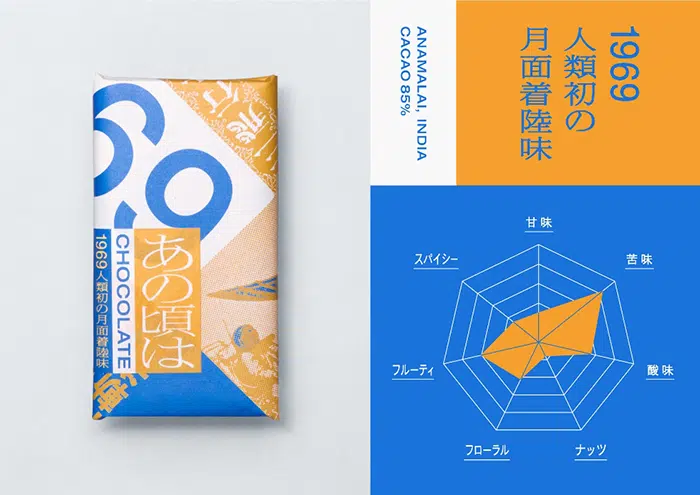 69
あの頃は
CHOCOLATE
1969人類初の月面着陸味
飛行
1969
人類初の
月面着陸味
ANAMALAI, INDIA
CACAO 85%
甘味
苦味
酸味
ナッツ
フローラル
フルーティ
スパイシー